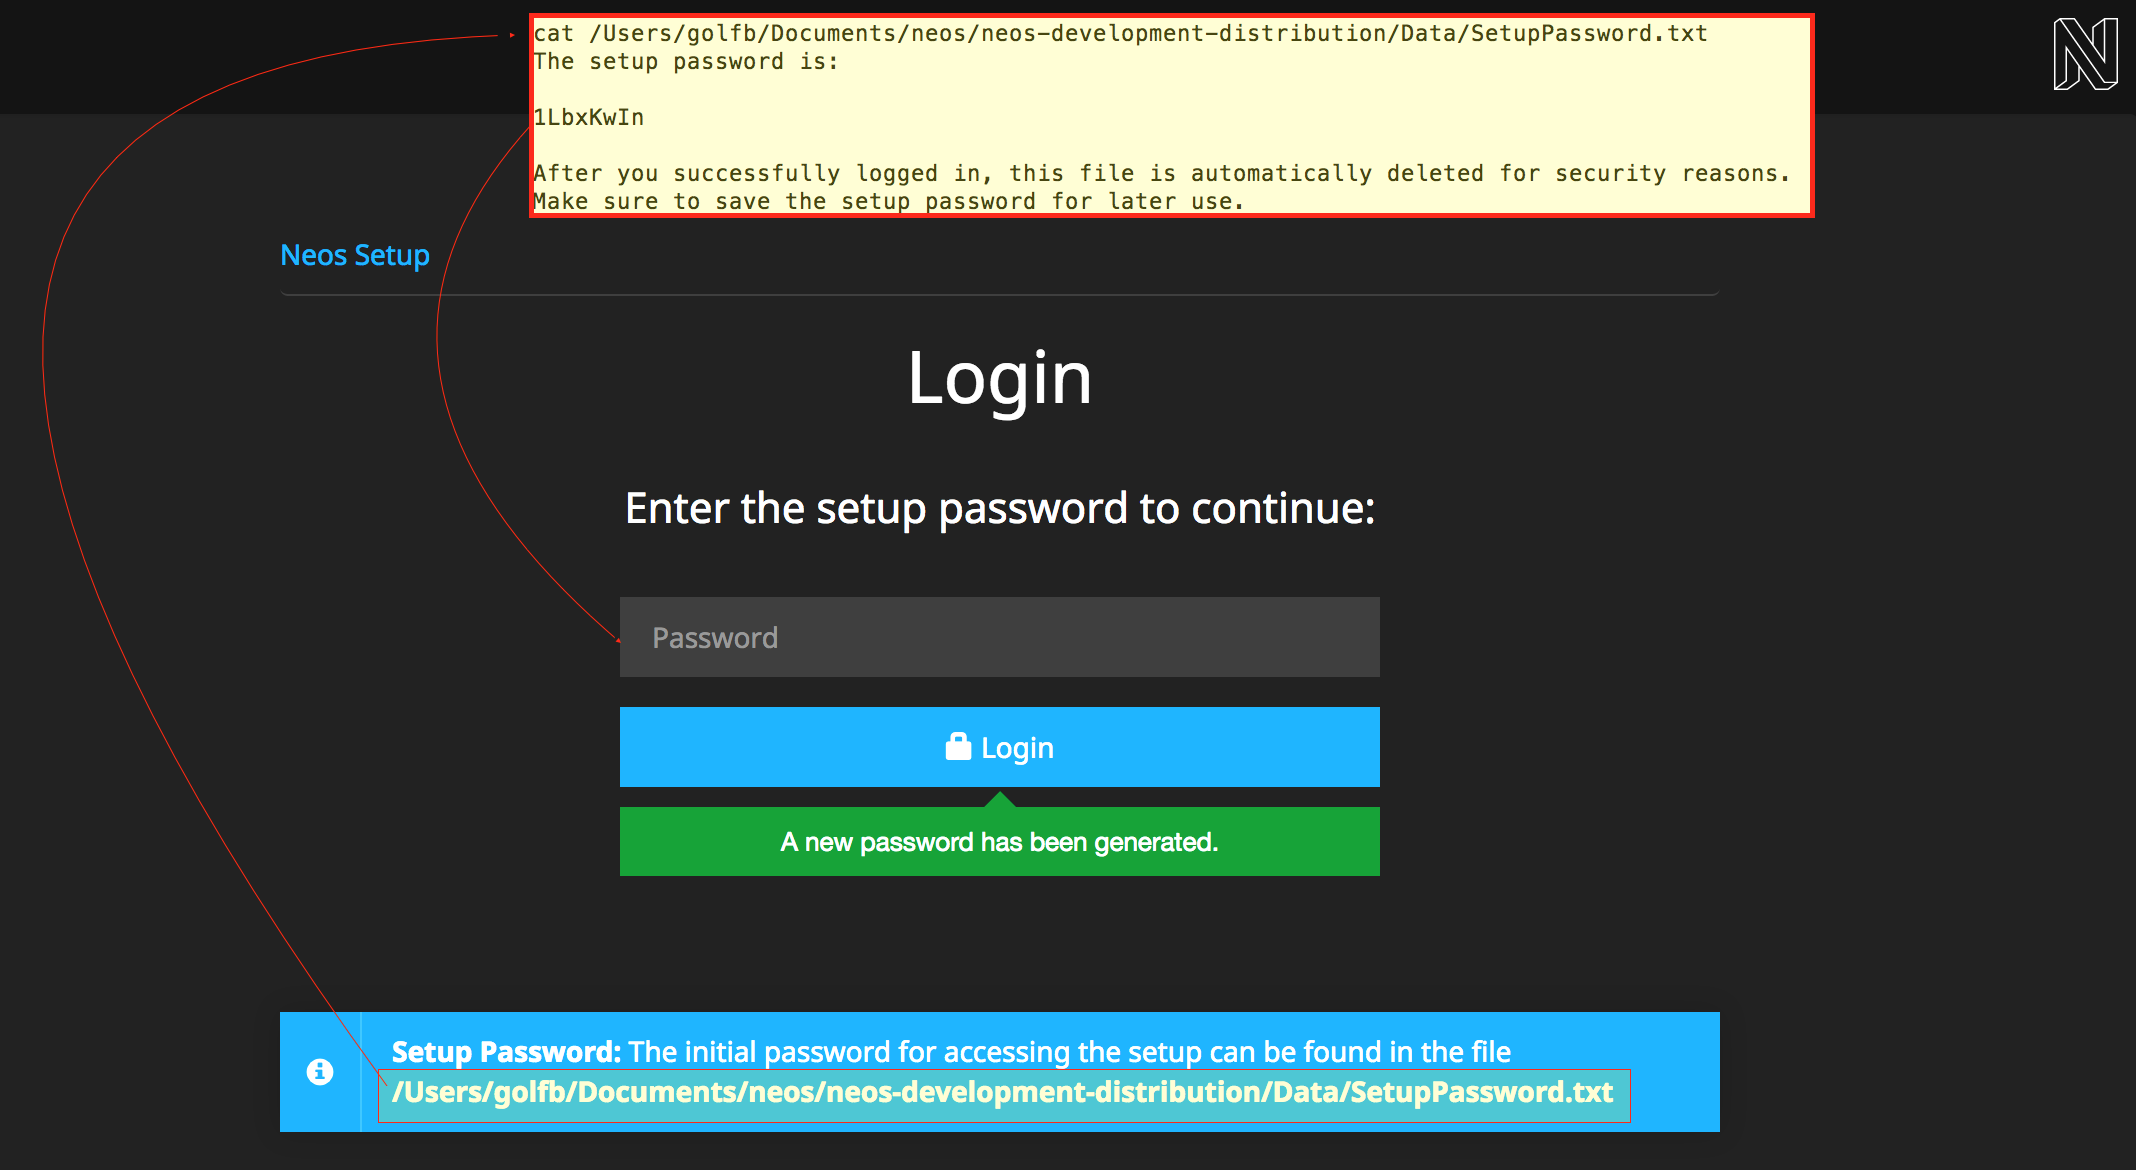 cat /Users/golfb/Documents/neos/neos-development-distribution/Data/SetupPassword.txt
The setup password is:
1LbxKwIn
After you successfully logged in, this file is automatically deleted for security reasons.
Make sure to save the setup password for later use.
Neos Setup
Login
Enter the setup password to continue:
Password
Login
A new password has been generated.
Setup Password: The initial password for accessing the setup can be found in the file
/Users/golfb/Documents/neos/neos-development-distribution/Data/SetupPassword.txt